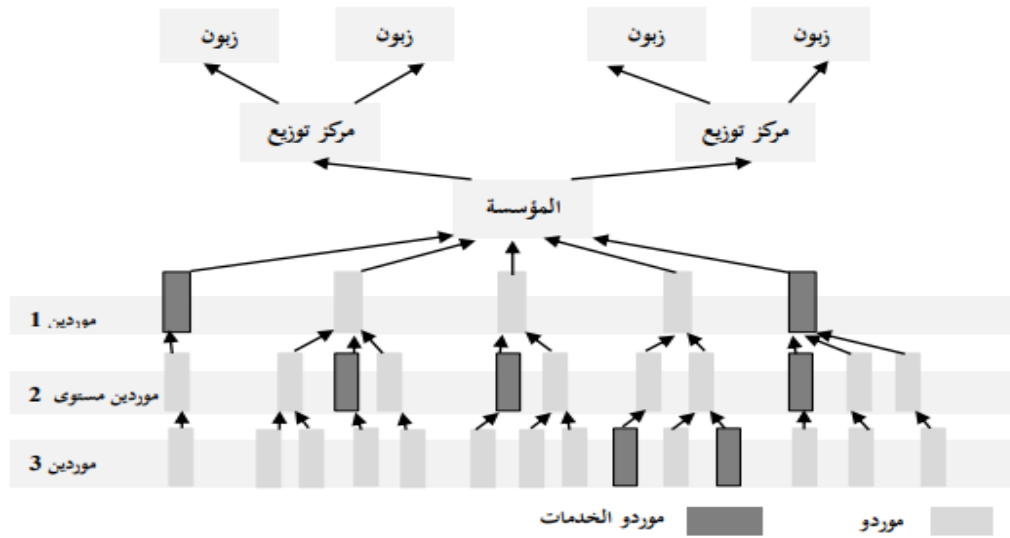 زبون
زبون
زبون
زبون
مركز توزيع
مركز توزيع
المؤسسة
موردين 1
موردين مستوى 2
موردين 3
موردو
موردو الخدمات